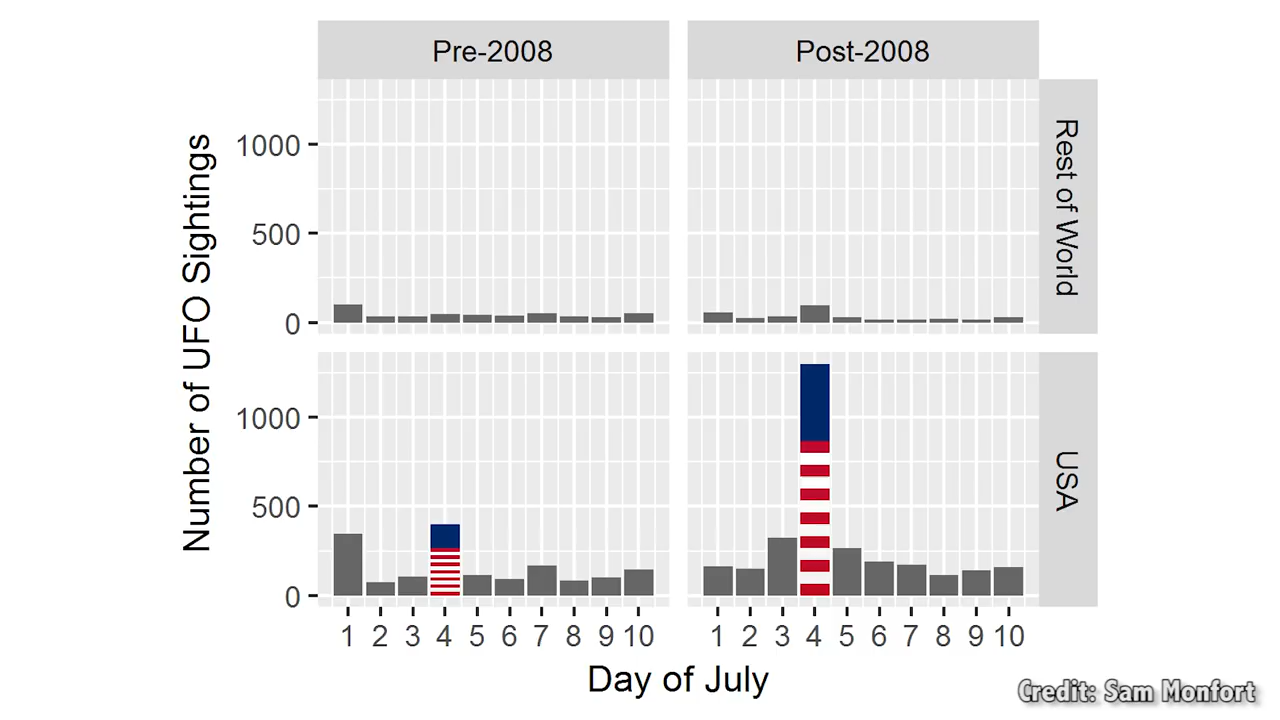 Pre-2008
Post-2008
Number of UFO Sightings
1000
500
0
Rest of World
1000
500
0
USA
1 2 3 4 5 6 7 8 9 10
1 2 3 4 5 6 7 8 9 10
Day of July
Credit: Sam Monfort